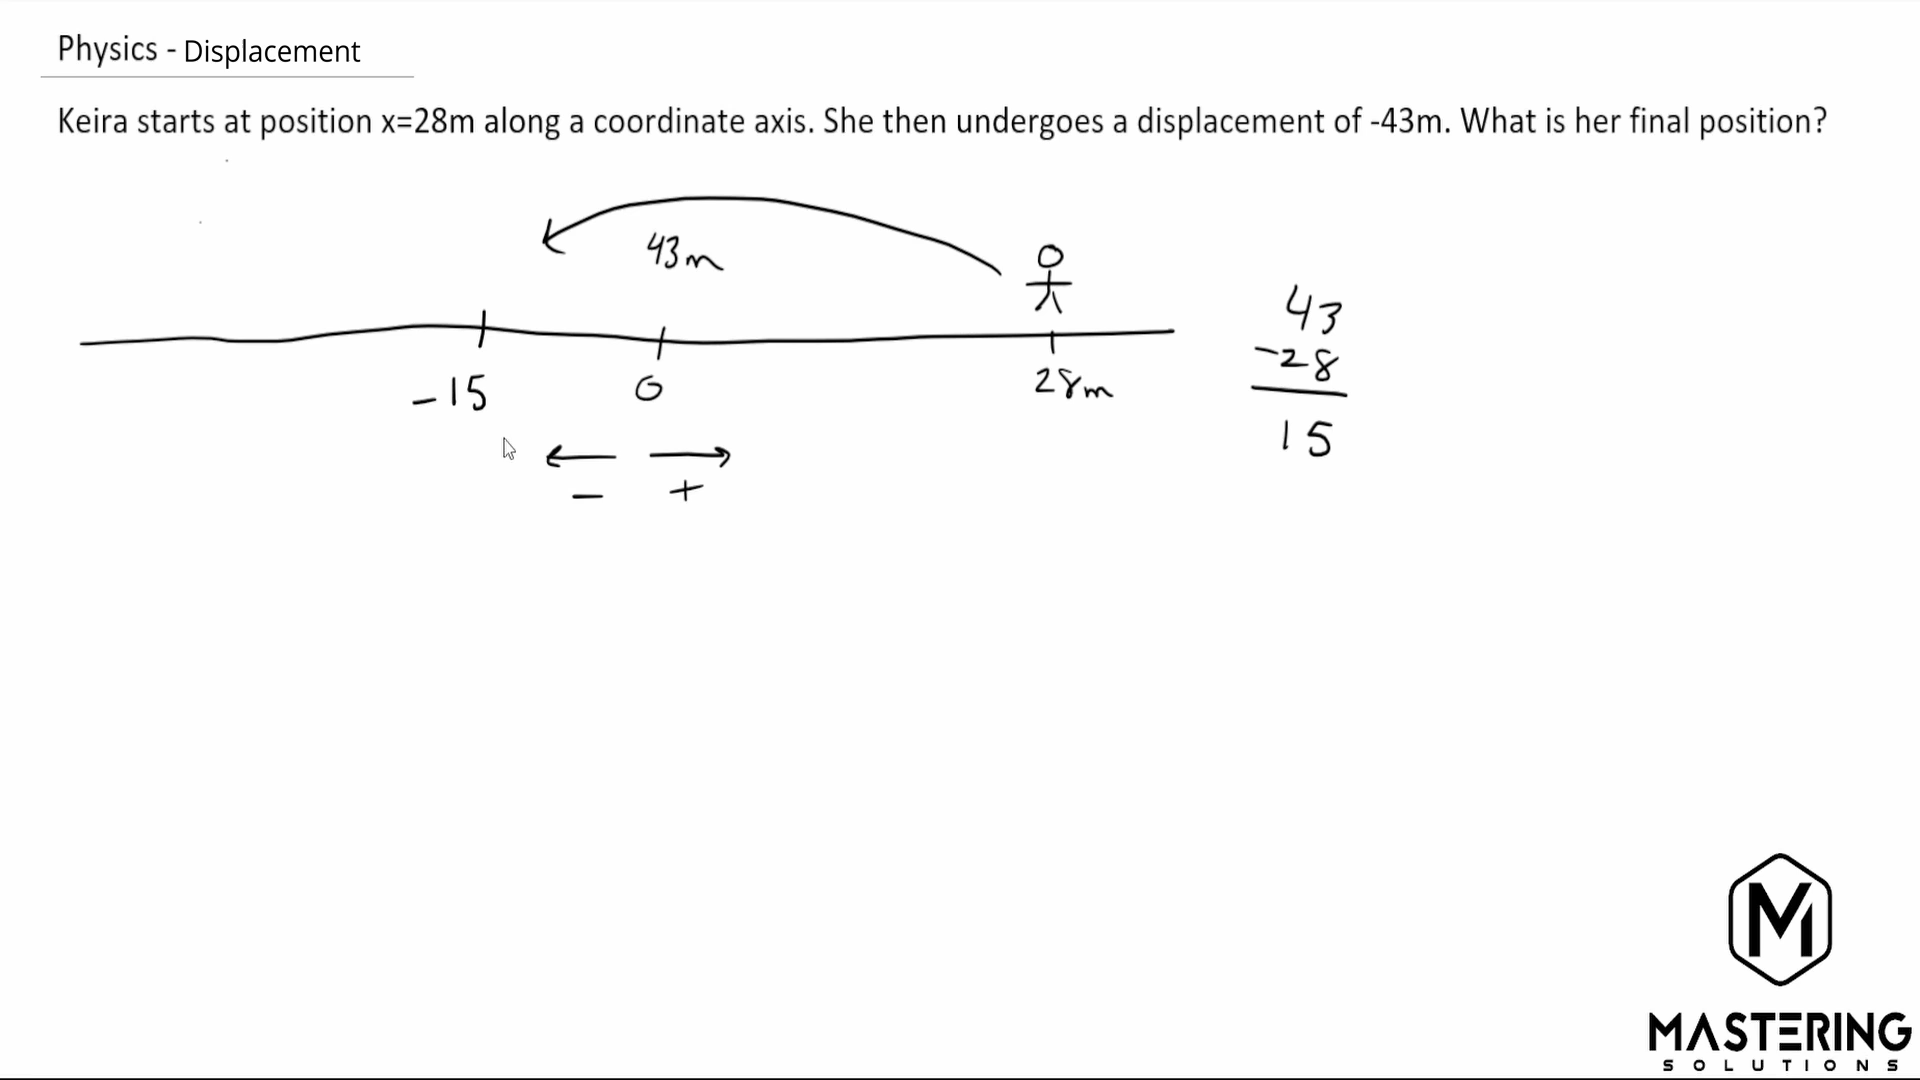 Physics - Displacement
Keira starts at position x=28m along a coordinate axis. She then undergoes a displacement of -43m. What is her final position?
43m
43
-28
15
-15 0 28m
- +
MASTERING
SOLUTIONS